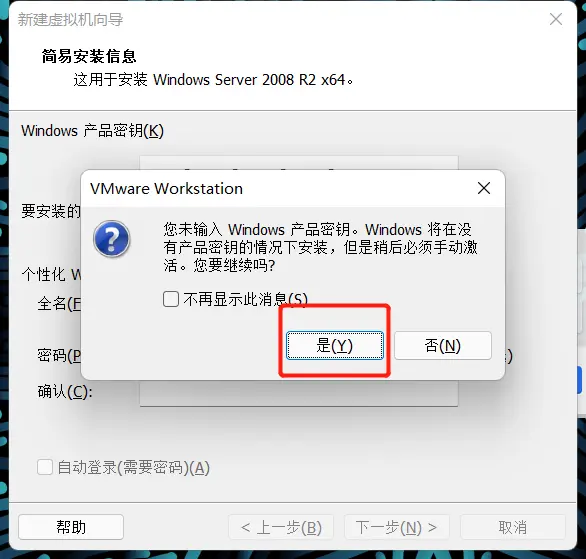 新建虚拟机向导
简易安装信息
这用于安装 Windows Server 2008 R2 x64。
Windows 产品密钥(K)
要安装的
VMware Workstation
您未输入 Windows 产品密钥。Windows 将在没
有产品密钥的情况下安装，但是稍后必须手动激
活。您要继续吗?
不再显示此消息(S)
是(Y)
否(N)
个性化 W
全名(F
密码(P
确认(C):
自动登录(需要密码)(A)
帮助
< 上一步(B)
下一步(N) >
取消